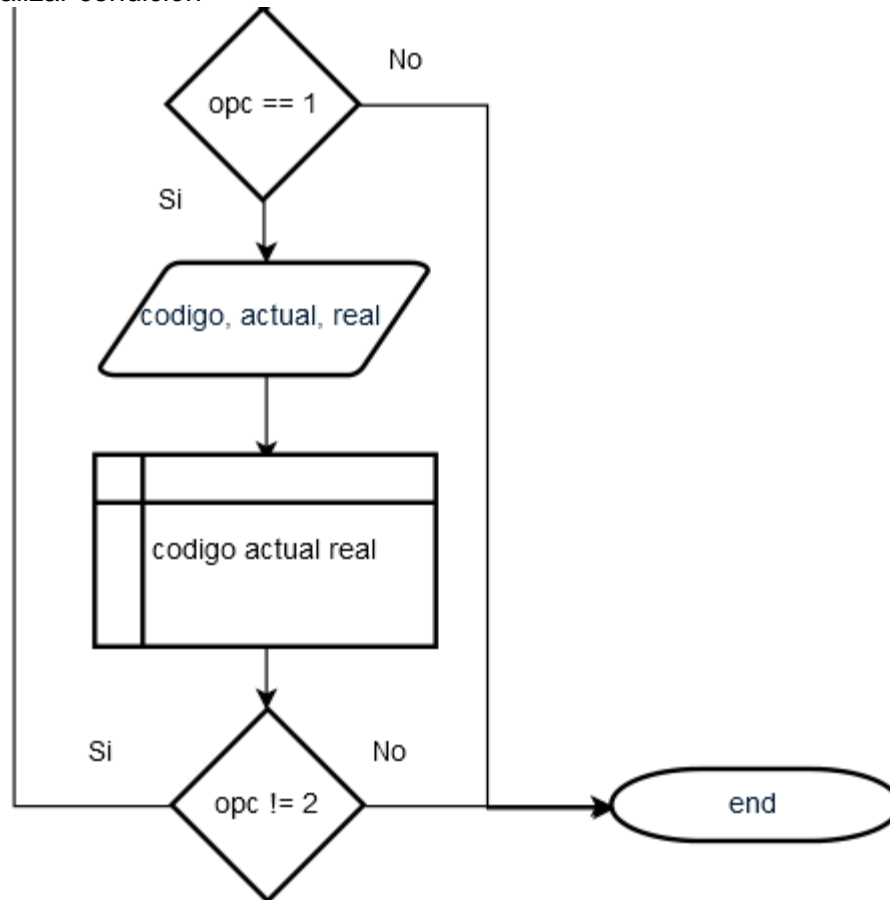 No
opc == 1
Si
codigo, actual, real
codigo actual real
Si
No
opc != 2
end